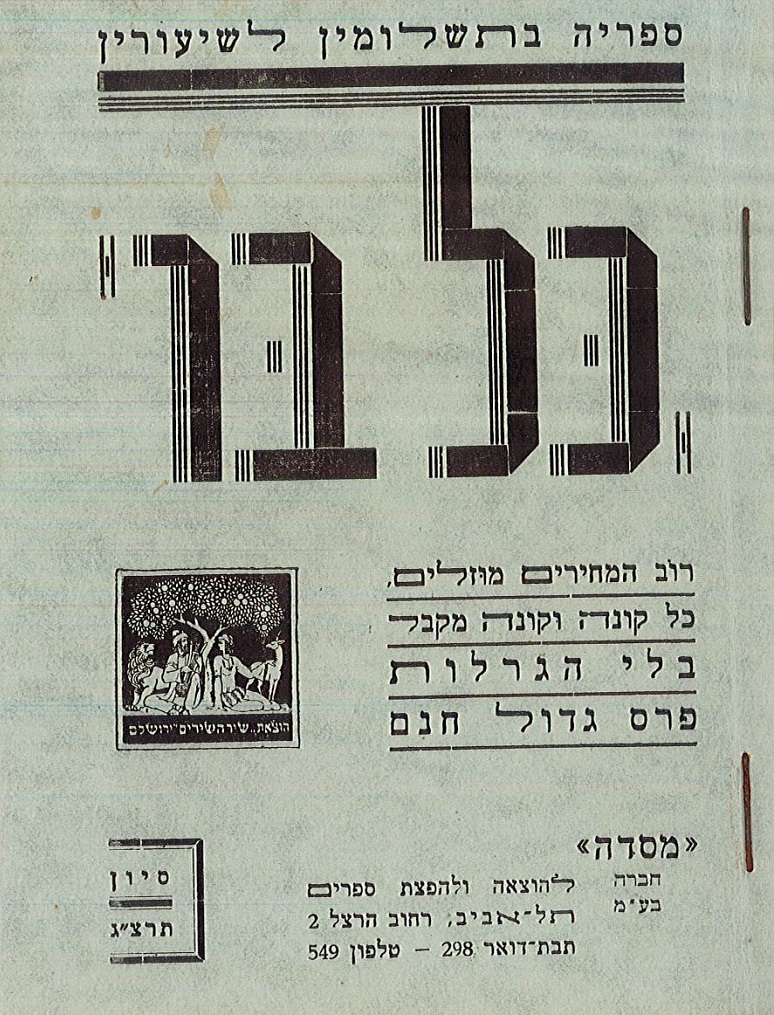 ספריה בתשלומין לשיעורין
"כל בו"
רוב המחירים מוזלים,
כל קונה וקונה מקבל
בלי הגרלות
פרס גדול חנם
הוצאת „שיר השירים" ירושלם
«מסדה»
חברה
בע״מ
להוצאה ולהפצת ספרים
תל־אביב, רחוב הרצל 2
תבת־דואר 298 – טלפון 549
סיון
תרצ״ג